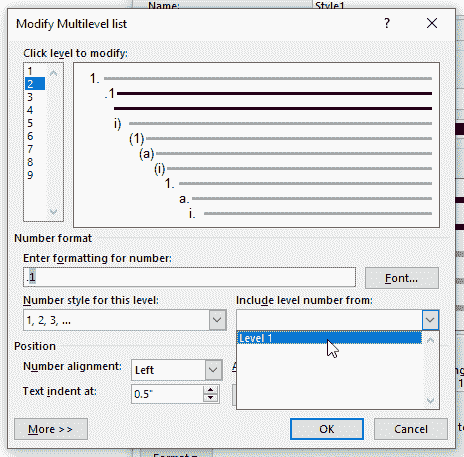 Name:
Style1
Modify Multilevel list
Click level to modify:
1
2
3
4
5
6
7
8
9
1.
.1
i)
(1)
(a)
(i)
1.
a.
i.
Number format
Enter formatting for number:
.1
Font...
Number style for this level:
Include level number from:
1, 2, 3, ...
Level 1
Position
Number alignment:
Left
Text indent at:
0.5"
More >>
OK
Cancel